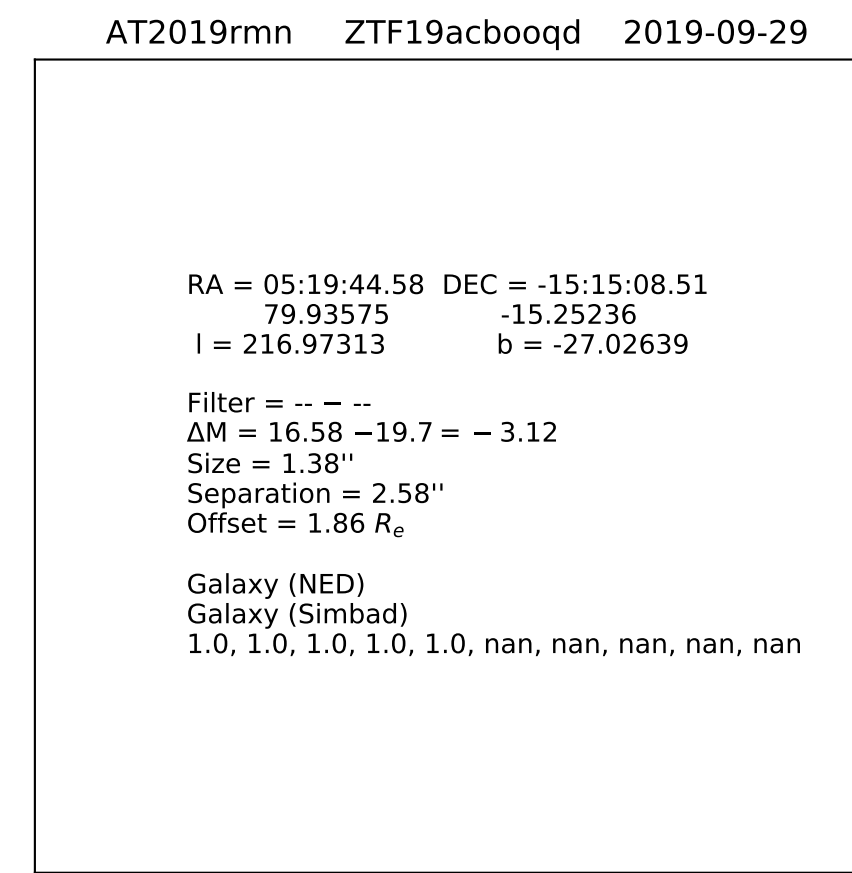 AT2019rmn ZTF19acbooqd 2019-09-29
RA = 05:19:44.58 DEC = -15:15:08.51
79.93575 -15.25236
l = 216.97313 b = -27.02639
Filter = -- − --
ΔM = 16.58 −19.7 = − 3.12
Size = 1.38''
Separation = 2.58''
Offset = 1.86 Re
Galaxy (NED)
Galaxy (Simbad)
1.0, 1.0, 1.0, 1.0, 1.0, nan, nan, nan, nan, nan